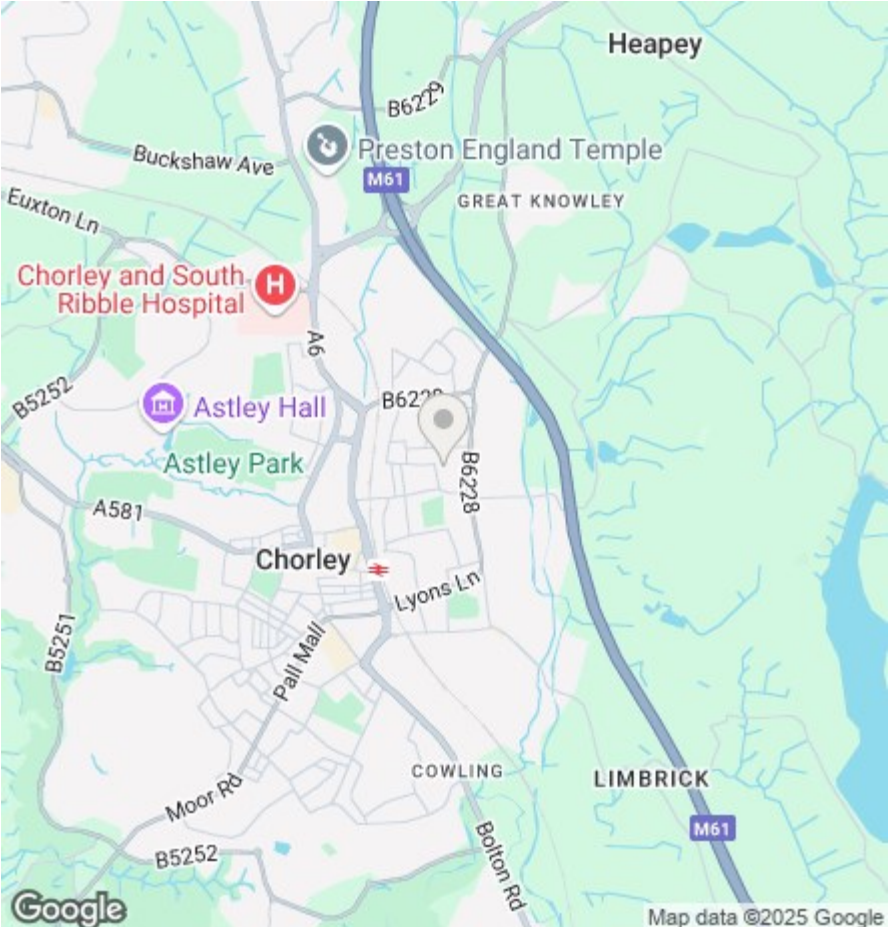 Heapey
B6229
Buckshaw Ave
Preston England Temple
M61
GREAT KNOWLEY
Euxton Ln
Chorley and South
Ribble Hospital
H
A6
B5252
B6229
Astley Hall
Astley Park
B6228
A581
Chorley
Lyons Ln
B5251
Pall Mall
COWLING
LIMBRICK
Moor Rd
M61
B5252
Bolton Rd
Google
Map data ©2025 Google